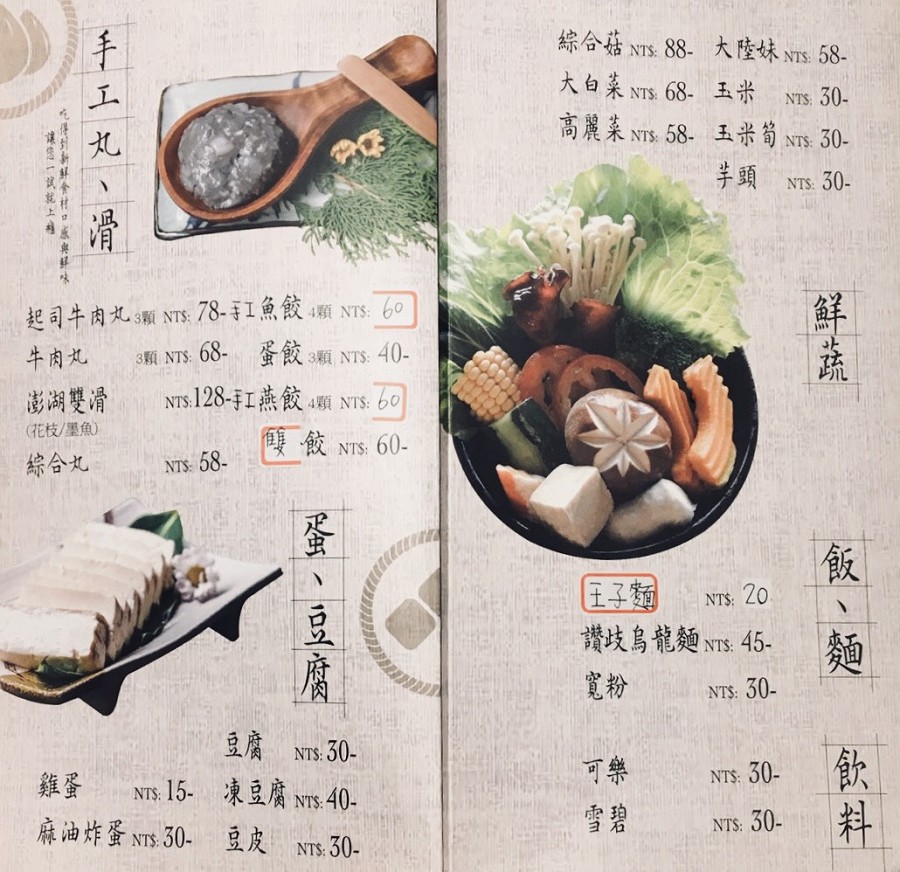 手工丸、滑
吃得到新鮮食材口感與鮮味
讓您一試就上癮
起司牛肉丸 3顆 NT$: 78-
牛肉丸 3顆 NT$: 68-
澎湖雙滑 NT$:128-
(花枝/墨魚)
綜合丸 NT$: 58-
手工魚餃 4顆 NT$: 60
蛋餃 3顆 NT$: 40-
手工燕餃 4顆 NT$: 60
雙餃 NT$: 60-
蛋、豆腐
雞蛋 NT$: 15-
麻油炸蛋 NT$: 30-
豆腐 NT$: 30-
凍豆腐 NT$: 40-
豆皮 NT$: 30-
綜合菇 NT$: 88-
大白菜 NT$: 68-
高麗菜 NT$: 58-
大陸妹 NT$: 58-
玉米 NT$: 30-
玉米筍 NT$: 30-
芋頭 NT$: 30-
鮮蔬
飯、麵
王子麵 NT$: 20
讚歧烏龍麵 NT$: 45-
寬粉 NT$: 30-
飲料
可樂 NT$: 30-
雪碧 NT$: 30-